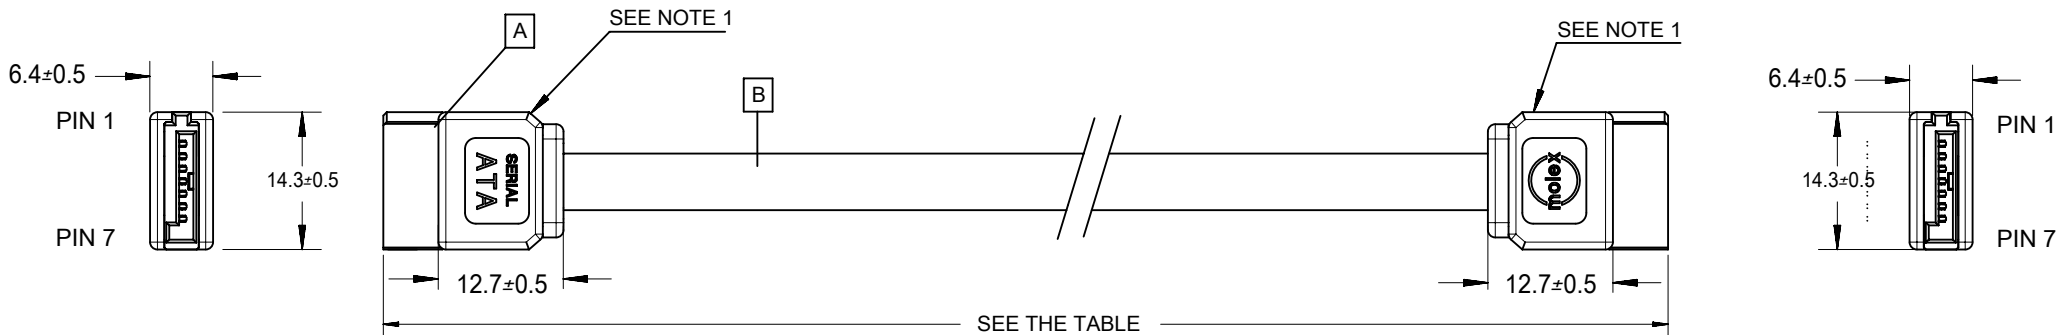 A
SEE NOTE 1
SEE NOTE 1
6.4±0.5
6.4±0.5
B
PIN 1
PIN 1
14.3±0.5
SERIAL
ATA
molex
14.3±0.5
PIN 7
PIN 7
12.7±0.5
12.7±0.5
SEE THE TABLE